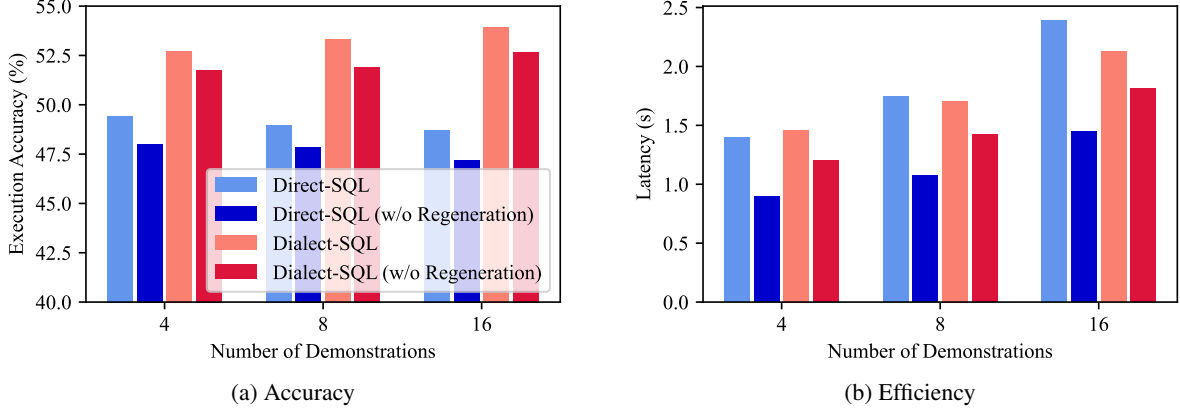 55.0
52.5
50.0
47.5
45.0
42.5
40.0
Execution Accuracy (%)
Direct-SQL
Direct-SQL (w/o Regeneration)
Dialect-SQL
Dialect-SQL (w/o Regeneration)
4 8 16
Number of Demonstrations
(a) Accuracy
2.5
2.0
1.5
1.0
0.5
0.0
Latency (s)
4 8 16
Number of Demonstrations
(b) Efficiency